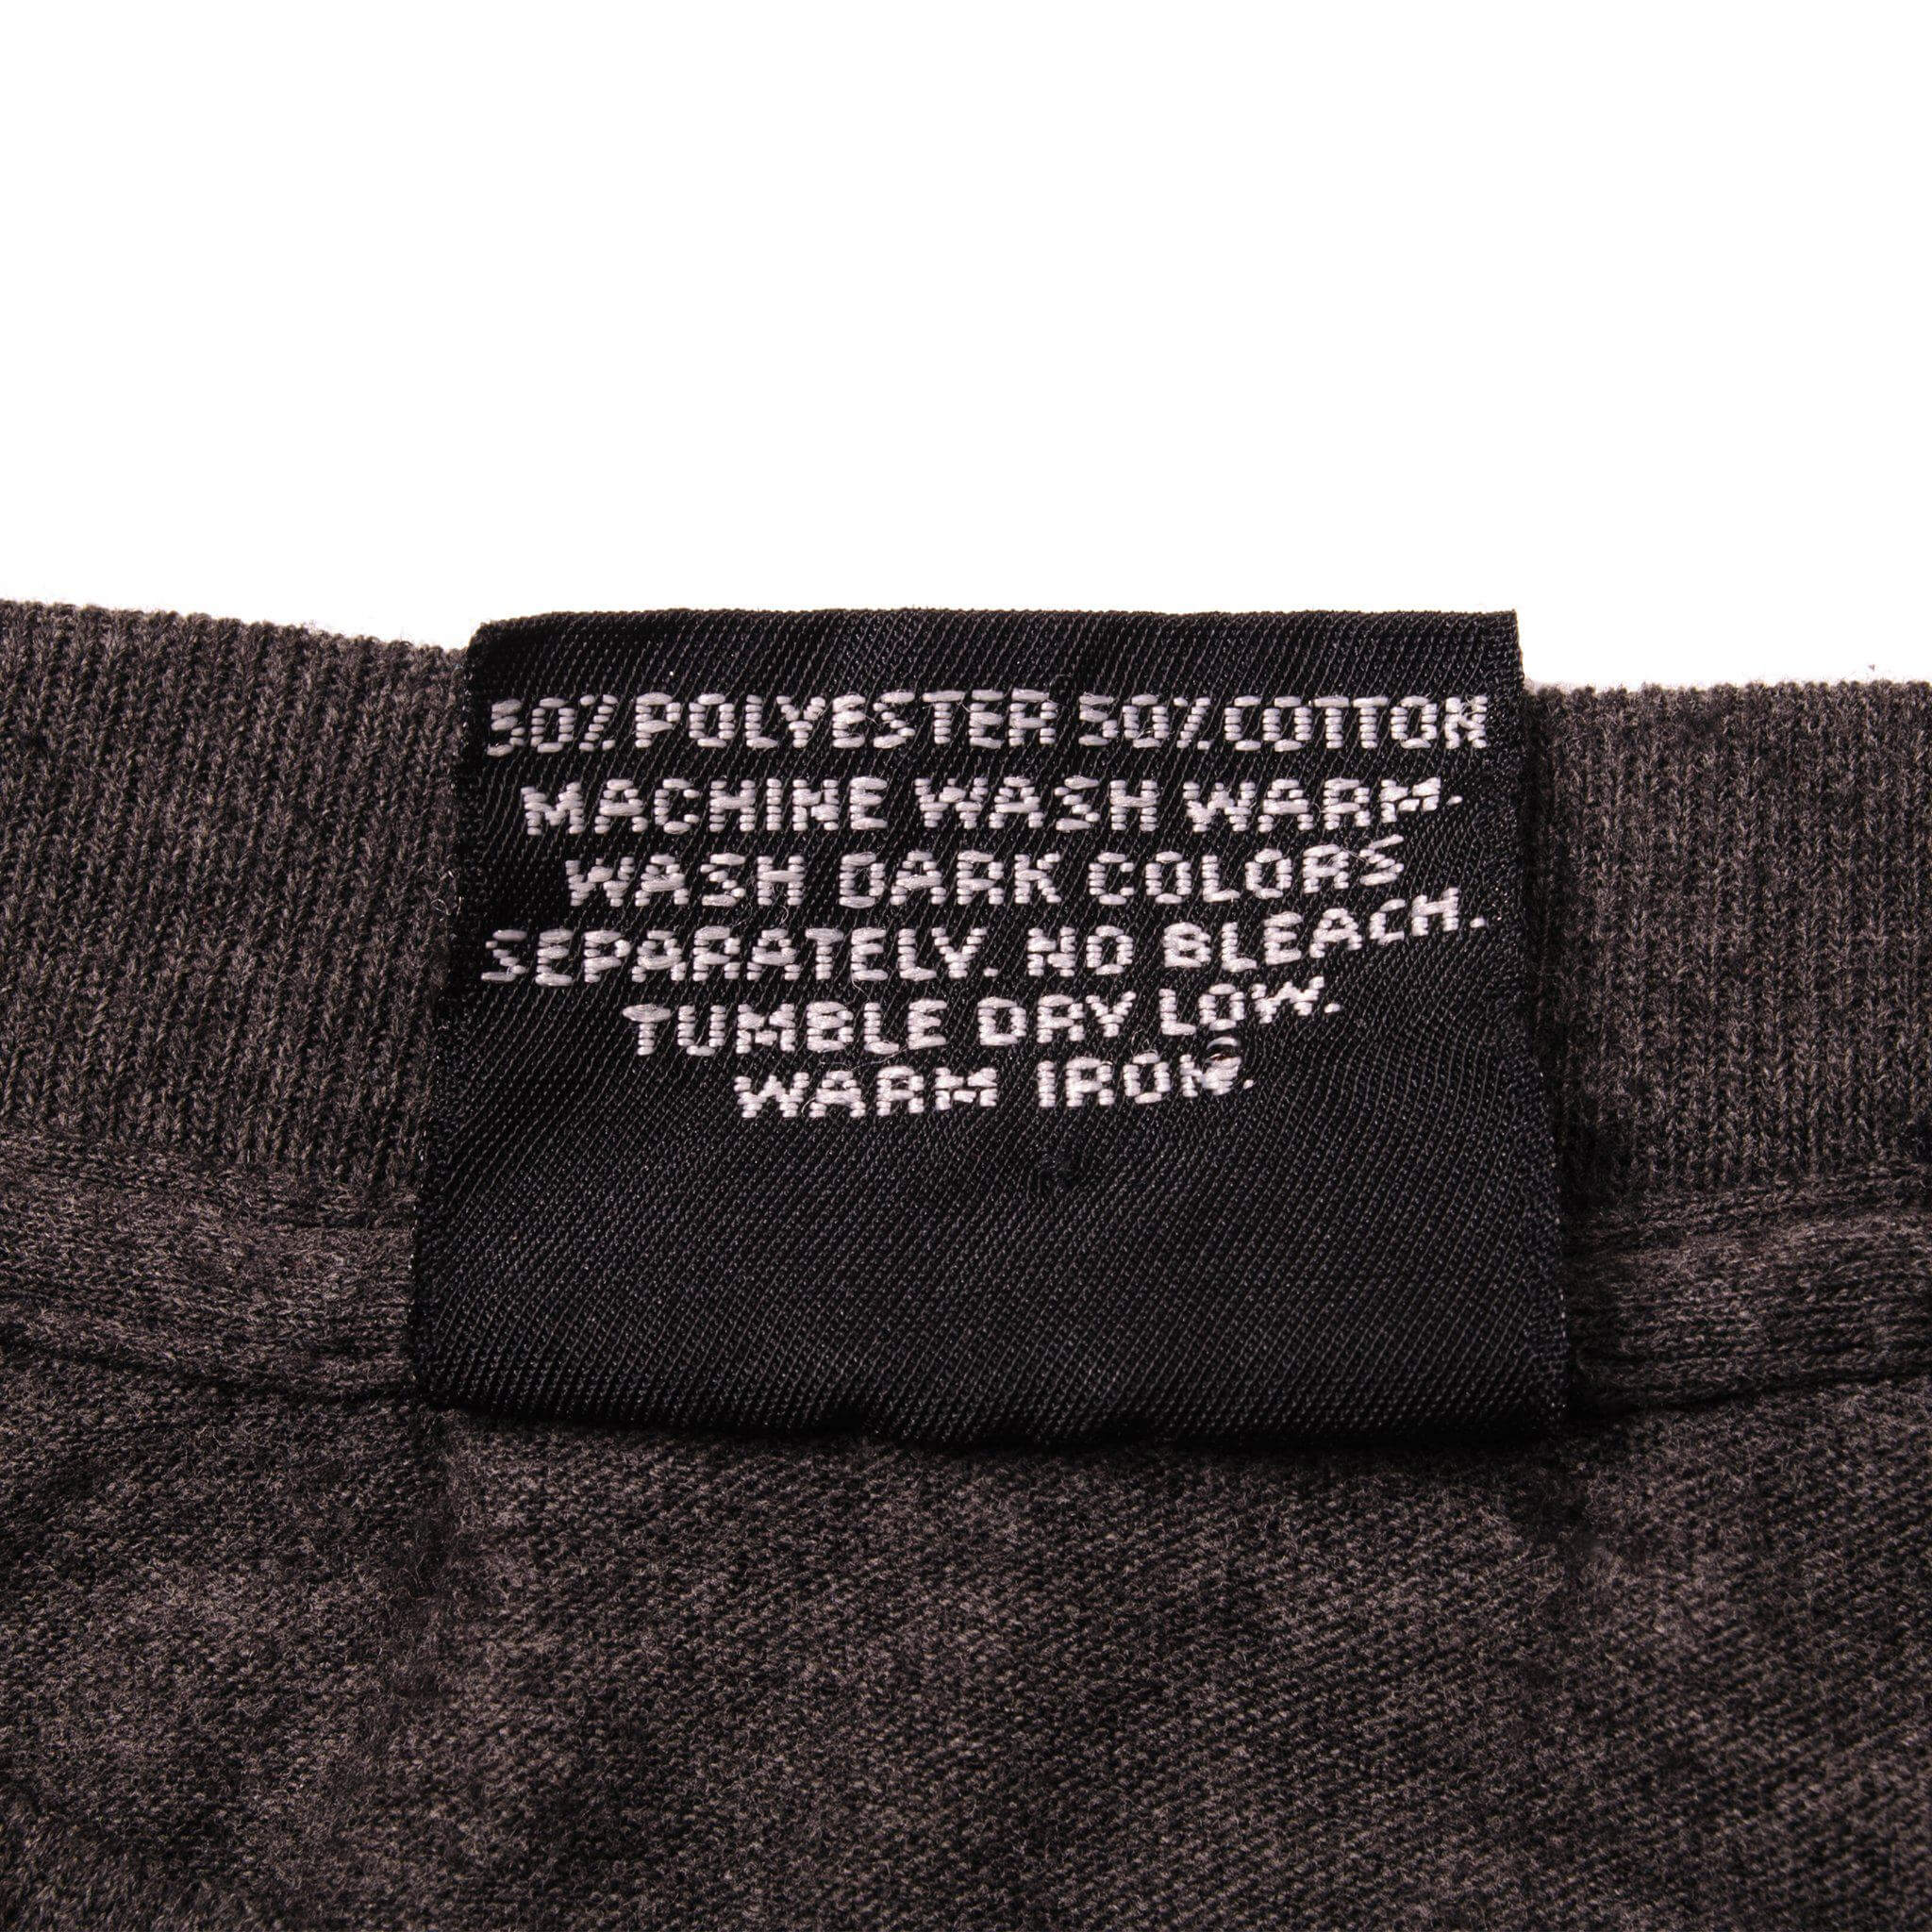 50% POLYESTER 50% COTTON
MACHINE WASH WARM.
WASH DARK COLORS
SEPARATELY. NO BLEACH.
TUMBLE DRY LOW.
WARM IRON.